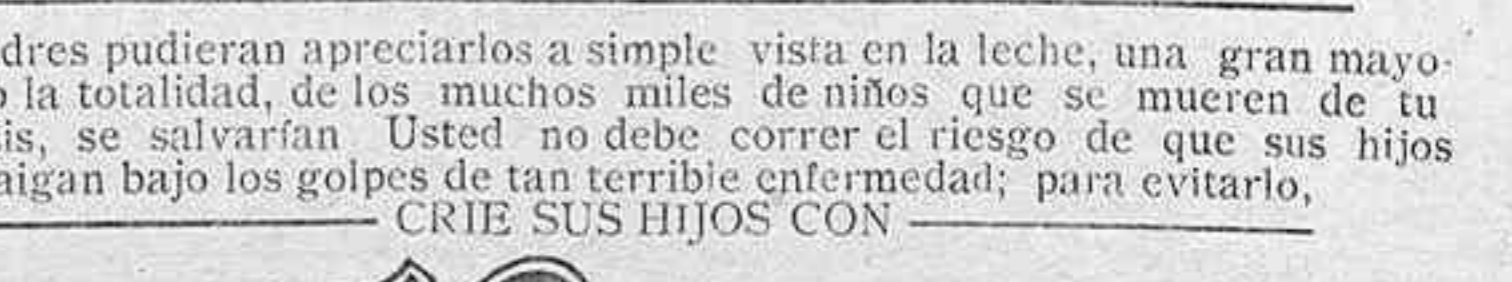 dres pudieran apreciarlos a simple vista en la leche, una gran mayo-
o la totalidad, de los muchos miles de niños que se mueren de tu
is, se salvarían Usted no debe correr el riesgo de que sus hijos
aigan bajo los golpes de tan terrible enfermedad; para evitarlo,
CRIE SUS HIJOS CON